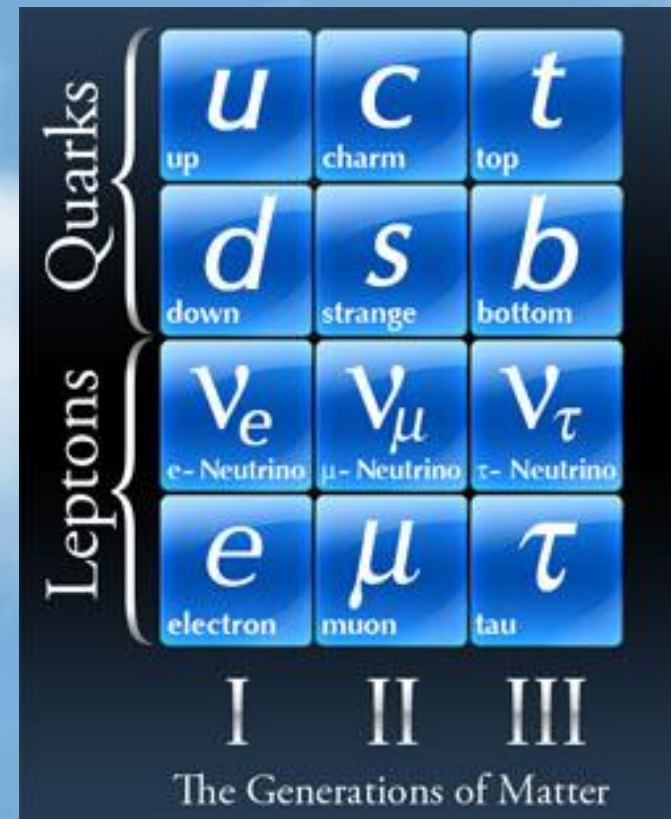 Quarks
u c t
up charm top
d s b
down strange bottom
Leptons
νe νμ ντ
e- Neutrino μ- Neutrino τ- Neutrino
e μ τ
electron muon tau
I II III
The Generations of Matter